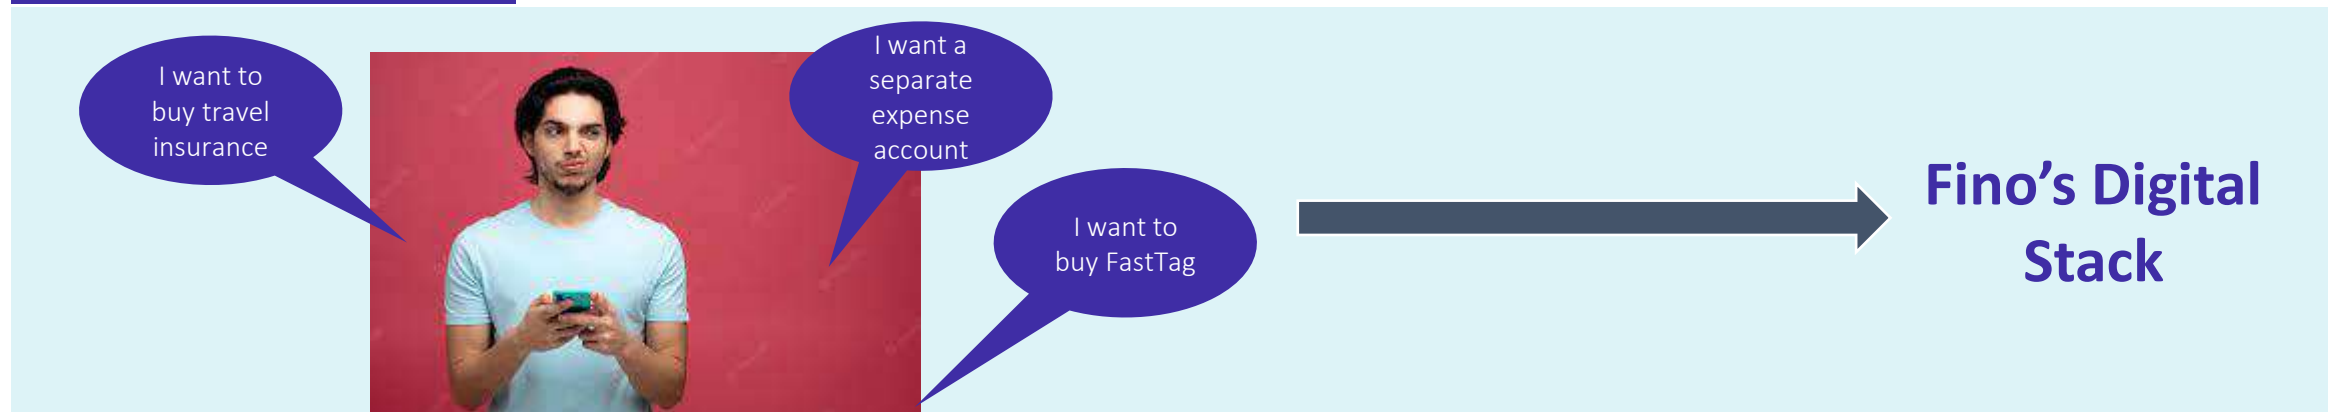 I want to
buy travel
insurance
I want a
separate
expense
account
I want to
buy FastTag
Fino’s Digital
Stack